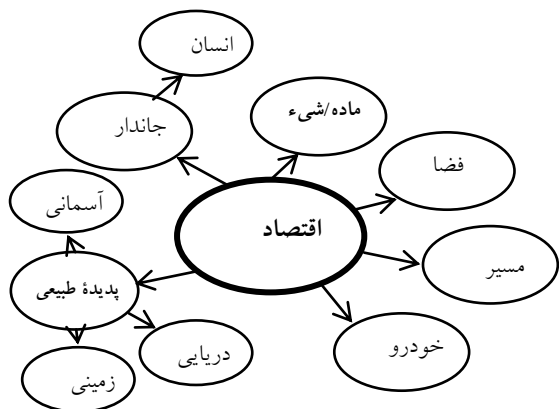 انسان
جاندار
ماده/شیء
فضا
آسمانی
اقتصاد
مسیر
پدیدهٔ طبیعی
خودرو
دریایی
زمینی